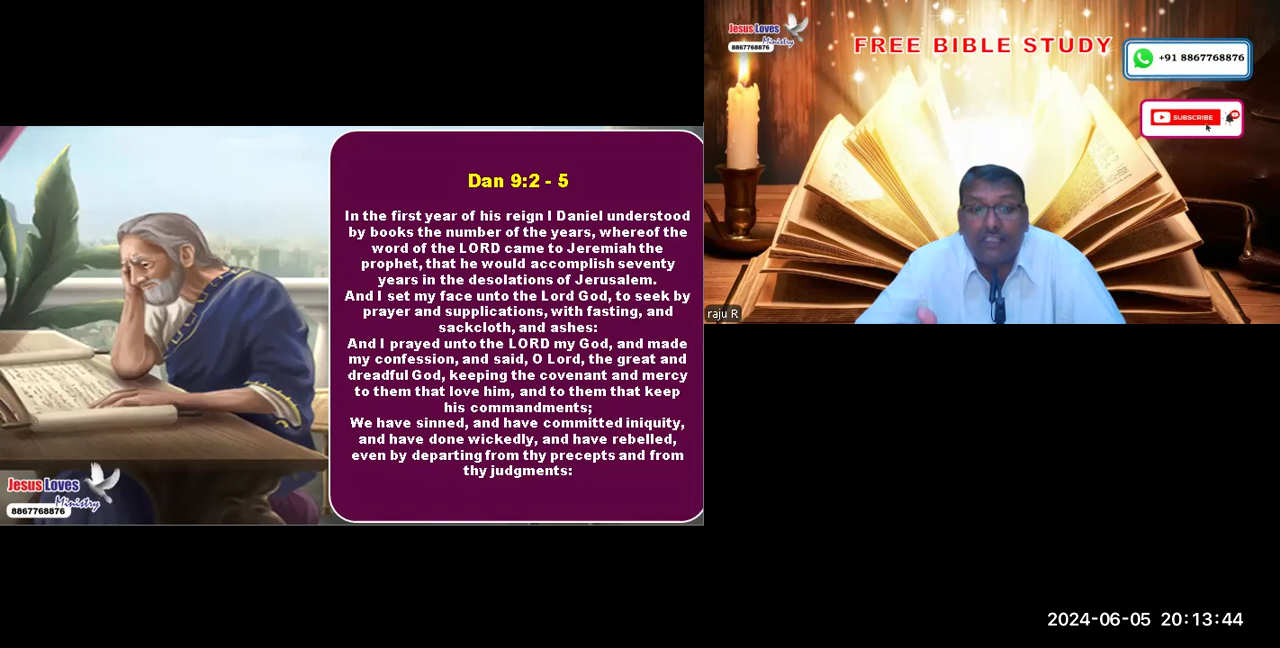 Dan 9:2 - 5
In the first year of his reign I Daniel understood
by books the number of the years, whereof the
word of the LORD came to Jeremiah the
prophet, that he would accomplish seventy
years in the desolations of Jerusalem.
And I set my face unto the Lord God, to seek by
prayer and supplications, with fasting, and
sackcloth, and ashes:
And I prayed unto the LORD my God, and made
my confession, and said, O Lord, the great and
dreadful God, keeping the covenant and mercy
to them that love him, and to them that keep
his commandments;
We have sinned, and have committed iniquity,
and have done wickedly, and have rebelled,
even by departing from thy precepts and from
thy judgments:
Jesus Loves
Ministry
8867768876
Jesus Loves
Ministry
8867768876
FREE BIBLE STUDY
+91 8867768876
SUBSCRIBE
raju R
2024-06-05 20:13:44